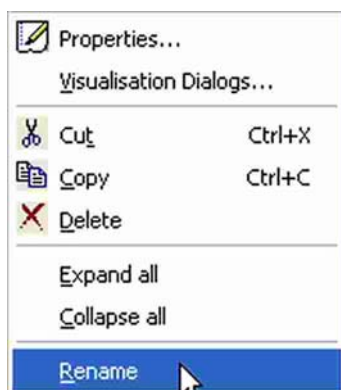 Properties...
Visualisation Dialogs...
Cut Ctrl+X
Copy Ctrl+C
Delete
Expand all
Collapse all
Rename